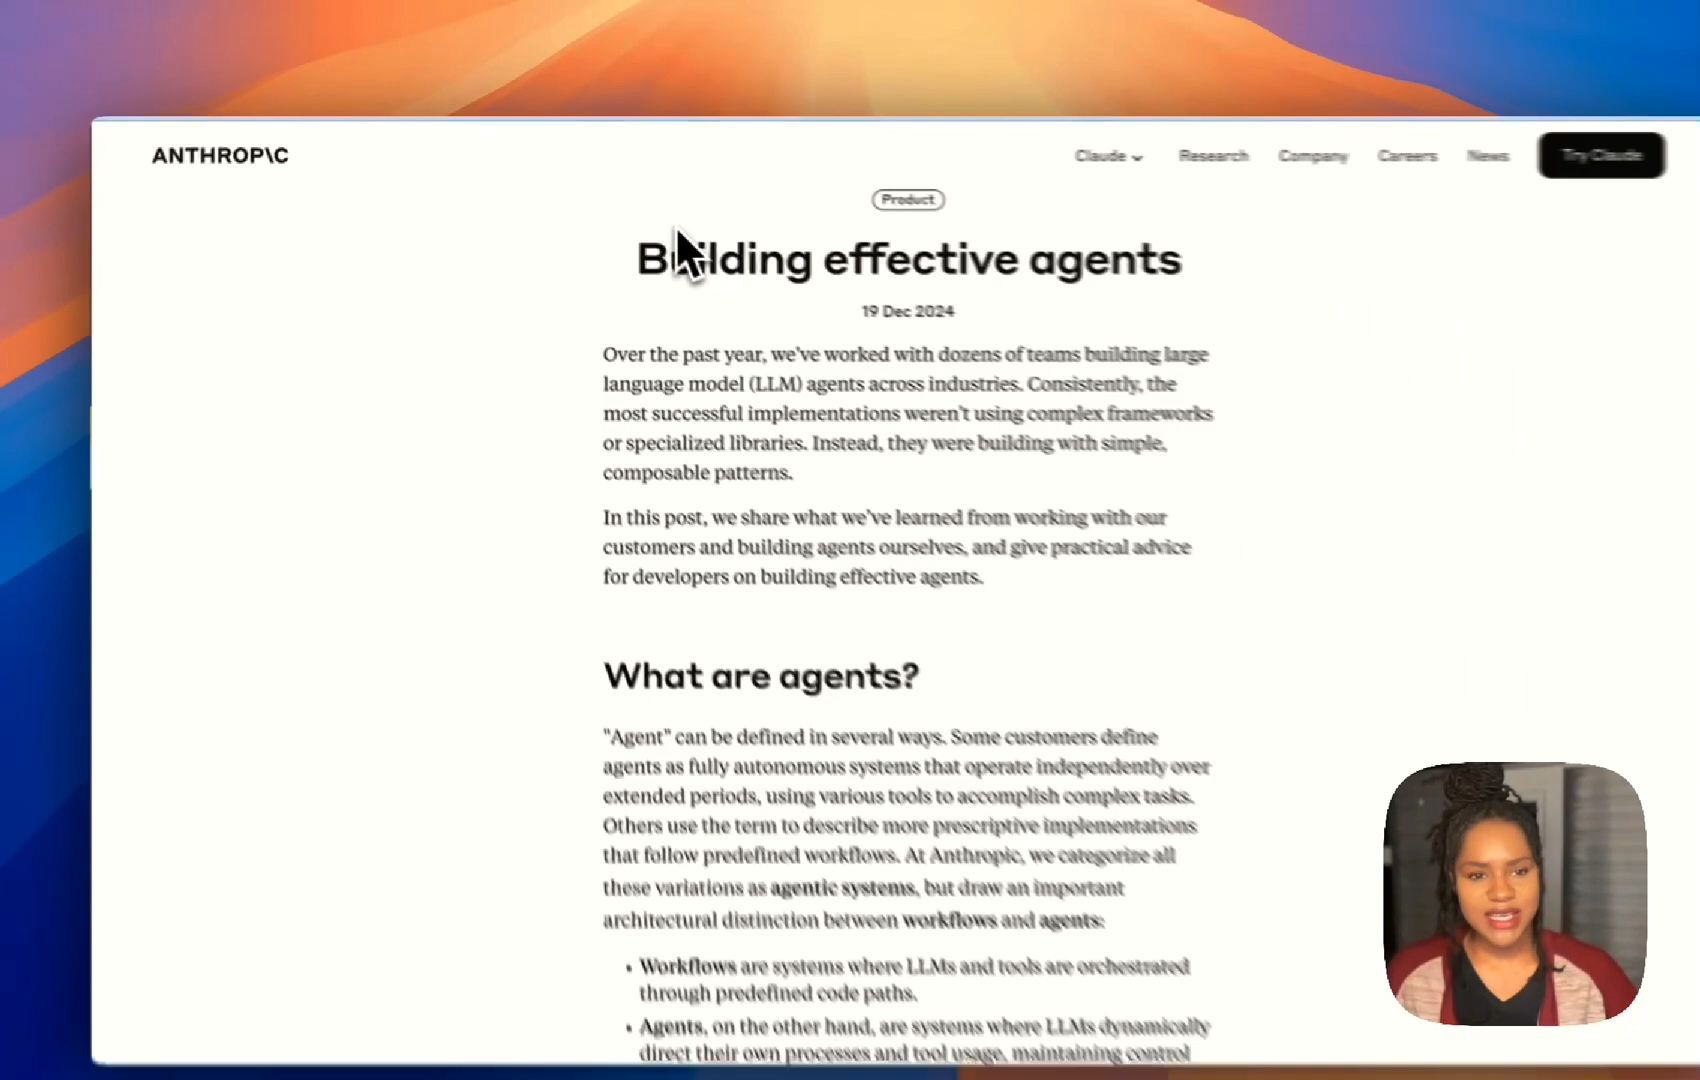 ANTHROP\C
Claude Research Company Careers News Try Claude
Product
Building effective agents
19 Dec 2024
Over the past year, we've worked with dozens of teams building large
language model (LLM) agents across industries. Consistently, the
most successful implementations weren't using complex frameworks
or specialized libraries. Instead, they were building with simple,
composable patterns.
In this post, we share what we've learned from working with our
customers and building agents ourselves, and give practical advice
for developers on building effective agents.
What are agents?
"Agent" can be defined in several ways. Some customers define
agents as fully autonomous systems that operate independently over
extended periods, using various tools to accomplish complex tasks.
Others use the term to describe more prescriptive implementations
that follow predefined workflows. At Anthropic, we categorize all
these variations as agentic systems, but draw an important
architectural distinction between workflows and agents:
• Workflows are systems where LLMs and tools are orchestrated
through predefined code paths.
• Agents, on the other hand, are systems where LLMs dynamically
direct their own processes and tool usage, maintaining control